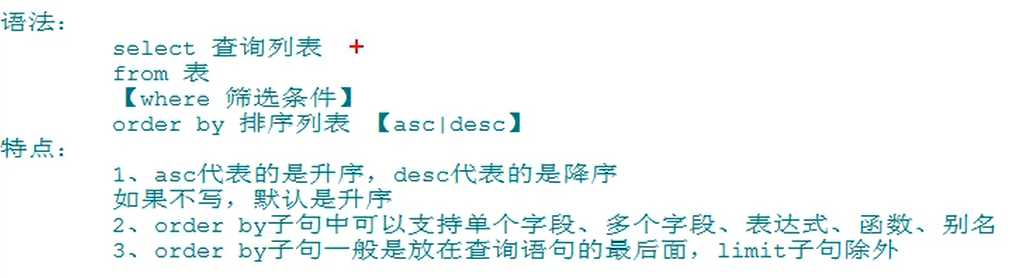 语法：
select 查询列表
from 表
【where 筛选条件】
order by 排序列表 【asc|desc】
特点：
1、asc代表的是升序，desc代表的是降序
如果不写，默认是升序
2、order by子句中可以支持单个字段、多个字段、表达式、函数、别名
3、order by子句一般是放在查询语句的最后面，limit子句除外